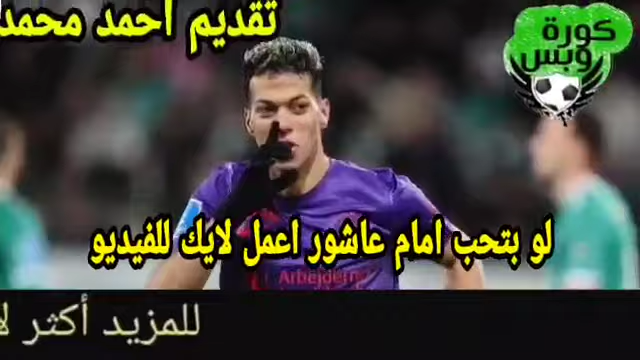 تقديم احمد محمد
كورة
وبس
لو بتحب امام عاشور اعمل لايك للفيديو
Arbejdern
للمزيد أكثر